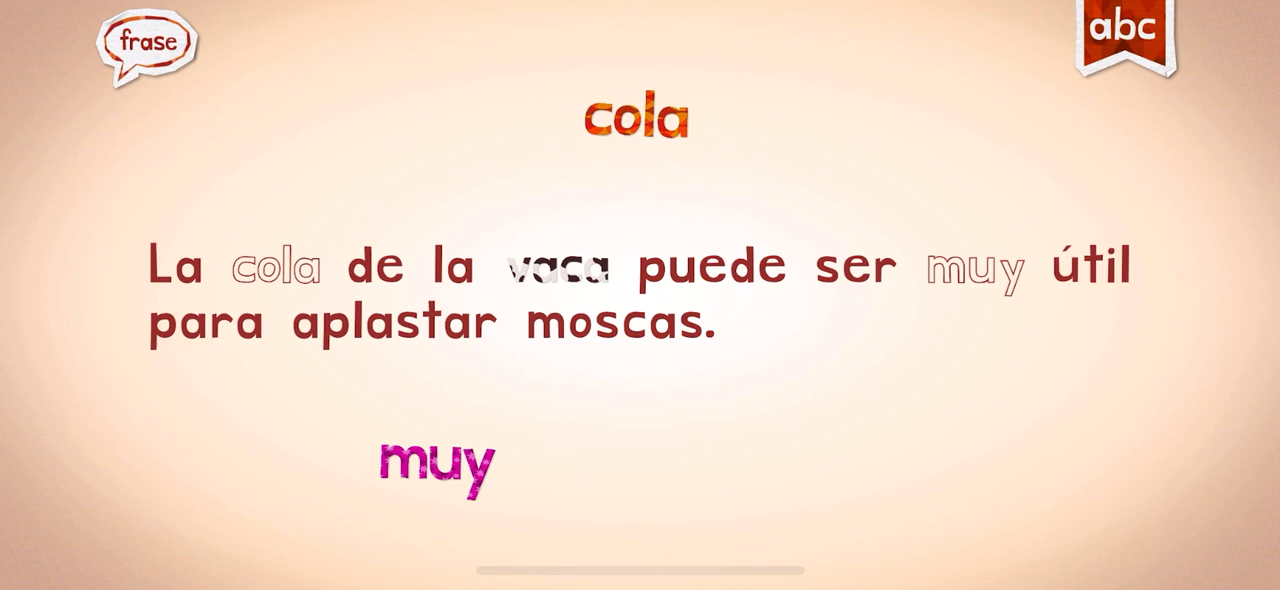 frase
abc
cola
La cola de la vaca puede ser muy útil
para aplastar moscas.
muy